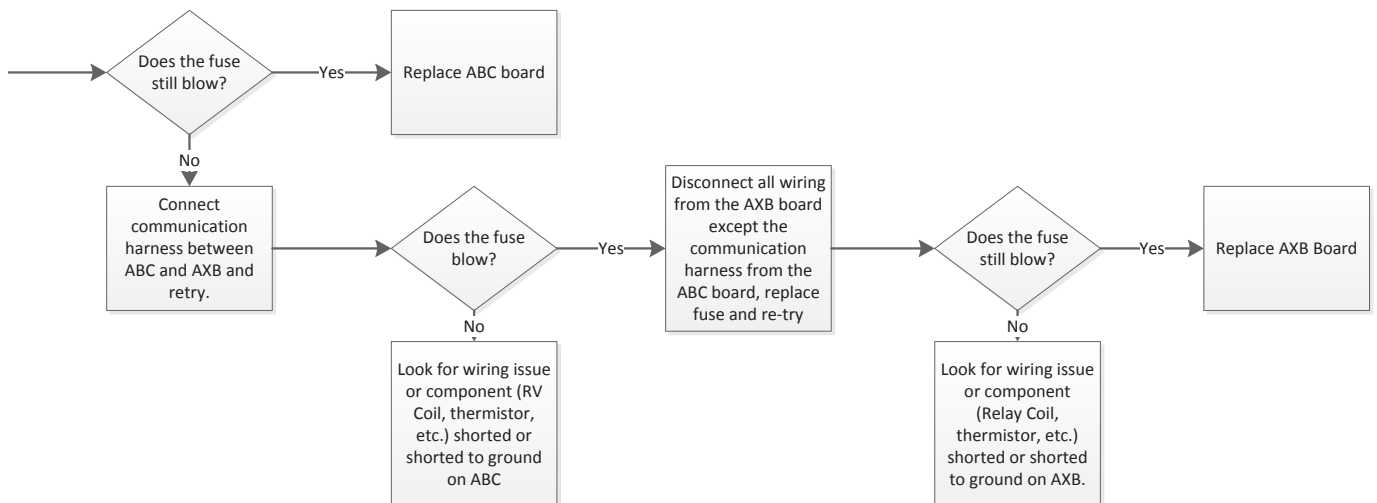 Does the fuse
still blow?
Yes
Replace ABC board
No
Connect
communication
harness between
ABC and AXB and
retry.
Does the fuse
blow?
Yes
Disconnect all wiring
from the AXB board
except the
communication
harness from the
ABC board, replace
fuse and re-try
Does the fuse
still blow?
Yes
Replace AXB Board
No
Look for wiring issue
or component (RV
Coil, thermistor,
etc.) shorted or
shorted to ground
on ABC
No
Look for wiring issue
or component
(Relay Coil,
thermistor, etc.)
shorted or shorted
to ground on AXB.